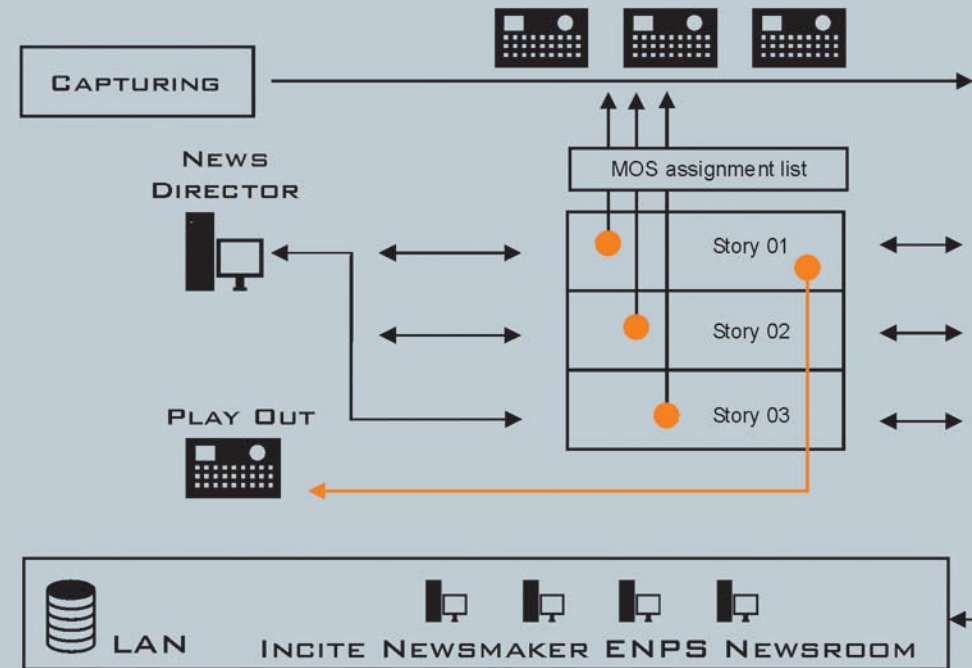 CAPTURING
NEWS
DIRECTOR
MOS assignment list
Story 01
Story 02
Story 03
PLAY OUT
LAN
INCITE NEWSMAKER ENPS NEWSROOM